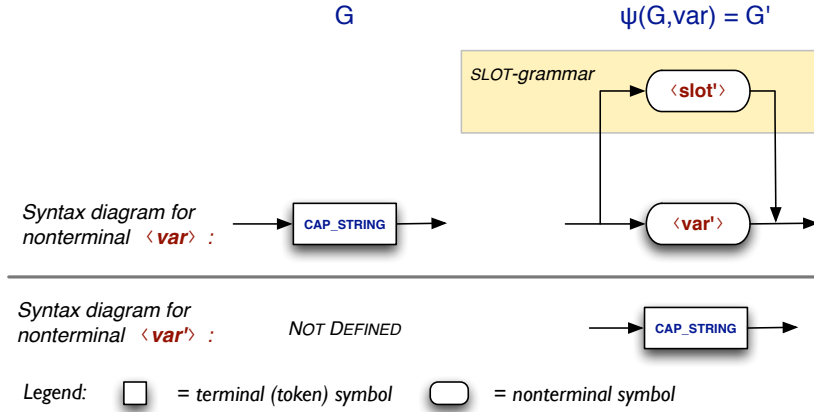 G
ψ(G,var) = G'
SLOT-grammar
‹slot'›
Syntax diagram for
nonterminal ‹var› :
CAP_STRING
‹var'›
Syntax diagram for
nonterminal ‹var'› :
NOT DEFINED
CAP_STRING
Legend:
= terminal (token) symbol
= nonterminal symbol